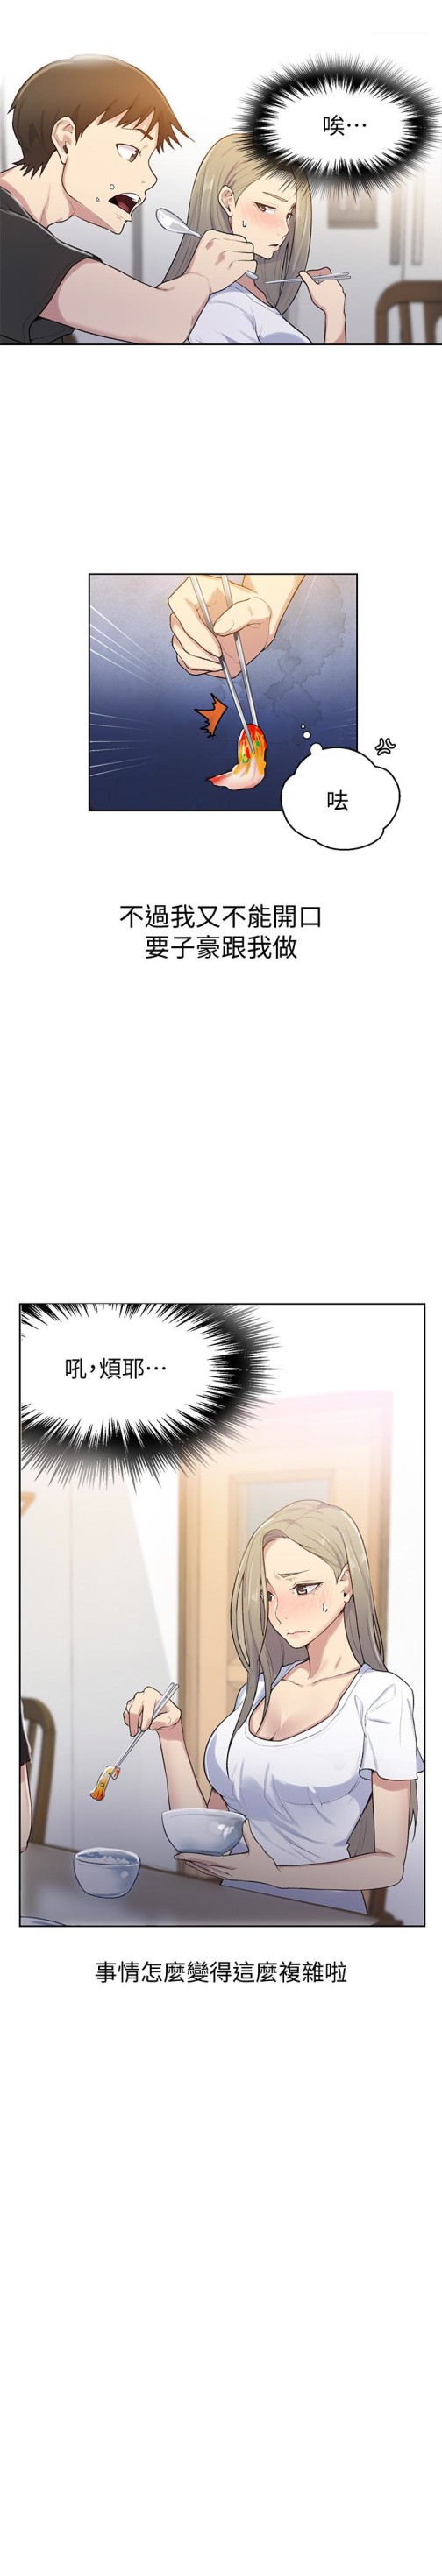 唉…
呿
不過我又不能開口
要子豪跟我做
吼，煩耶…
事情怎麼變得這麼複雜啦